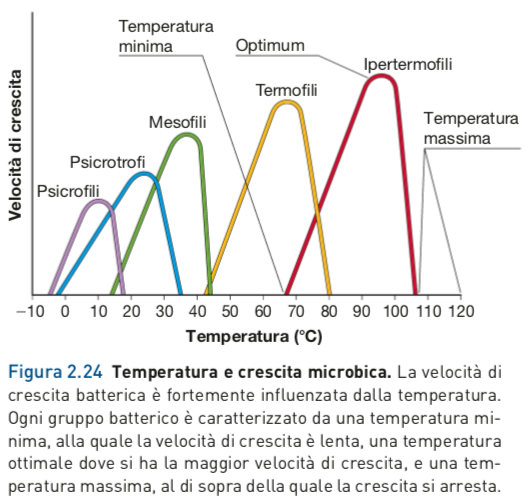 Temperatura
minima
Optimum
Ipertermofili
Termofili
Mesofili
Temperatura
massima
Psicrotrofi
Psicrofili
Velocità di crescita
–10 0 10 20 30 40 50 60 70 80 90 100 110 120
Temperatura (°C)
Figura 2.24 Temperatura e crescita microbica. La velocità di
crescita batterica è fortemente influenzata dalla temperatura.
Ogni gruppo batterico è caratterizzato da una temperatura mi-
nima, alla quale la velocità di crescita è lenta, una temperatura
ottimale dove si ha la maggior velocità di crescita, e una tem-
peratura massima, al di sopra della quale la crescita si arresta.